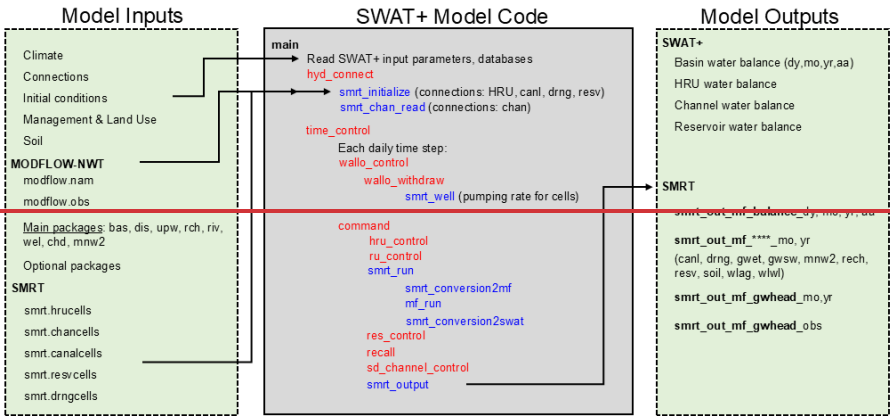 Model Inputs
Climate
Connections
Initial conditions
Management & Land Use
Soil
MODFLOW-NWT
modflow.nam
modflow.obs
Main packages: bas, dis, upw, rch, riv,
wel, chd, mnw2
Optional packages
SMRT
smrt.hrucells
smrt.chancells
smrt.canalcells
smrt.resvcells
smrt.drngcells
SWAT+ Model Code
main
Read SWAT+ input parameters, databases
hyd_connect
smrt_initialize (connections: HRU, canl, drng, resv)
smrt_chan_read (connections: chan)
time_control
Each daily time step:
wallo_control
wallo_withdraw
smrt_well (pumping rate for cells)
command
hru_control
ru_control
smrt_run
smrt_conversion2mf
mf_run
smrt_conversion2swat
res_control
recall
sd_channel_control
smrt_output
Model Outputs
SWAT+
Basin water balance (dy,mo,yr,aa)
HRU water balance
Channel water balance
Reservoir water balance
SMRT
smrt_out_mf_balance_dy, mo, yr, aa
smrt_out_mf_****_mo, yr
(canl, drng, gwet, gwsw, mnw2, rech,
resv, soil, wlag, wlwl)
smrt_out_mf_gwhead_mo,yr
smrt_out_mf_gwhead_obs